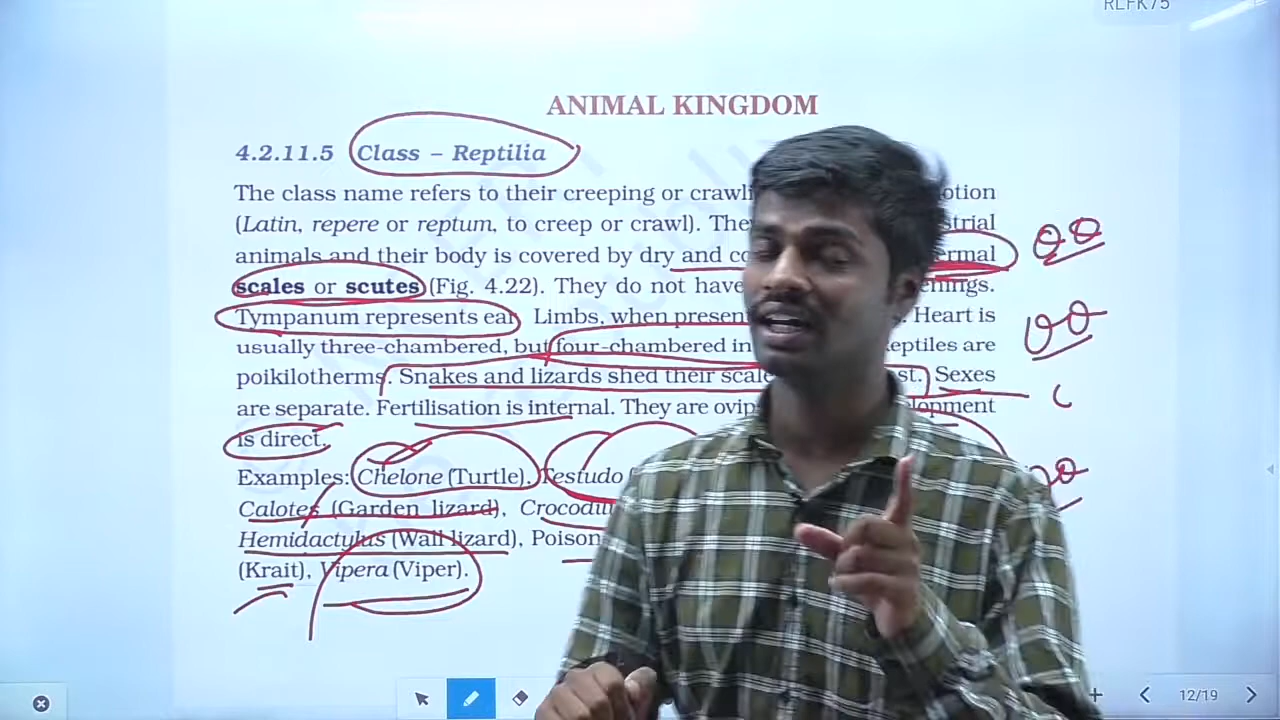 RLFK75
ANIMAL KINGDOM
4.2.11.5 Class – Reptilia
The class name refers to their creeping or crawli otion
(Latin, repere or reptum, to creep or crawl). They strial
animals and their body is covered by dry and co ermal
scales or scutes (Fig. 4.22). They do not have enings.
Tympanum represents ear. Limbs, when present . Heart is
usually three-chambered, but four-chambered in eptiles are
poikilotherms. Snakes and lizards shed their scale st. Sexes
are separate. Fertilisation is internal. They are ovip lopment
is direct.
Examples: Chelone (Turtle), Testudo
Calotes (Garden lizard), Crocodilu
Hemidactylus (Wall lizard), Poison
(Krait), Vipera (Viper).
12/19